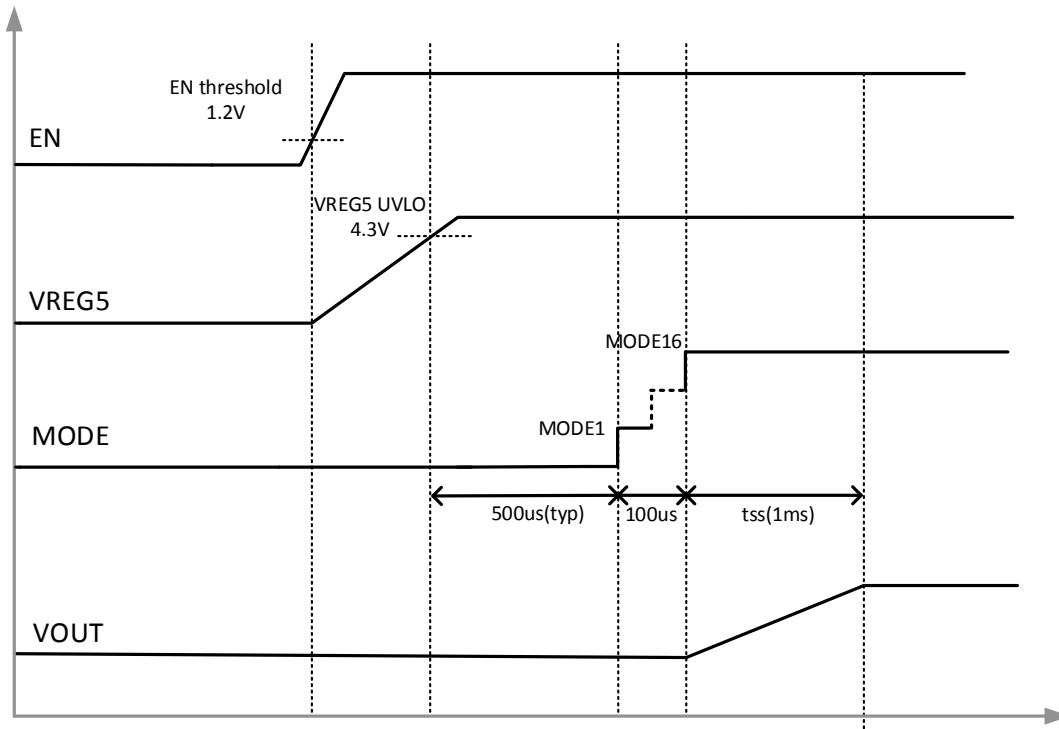 EN threshold
1.2V
EN
VREG5 UVLO
4.3V
VREG5
MODE16
MODE1
MODE
500us(typ)
100us
tss(1ms)
VOUT